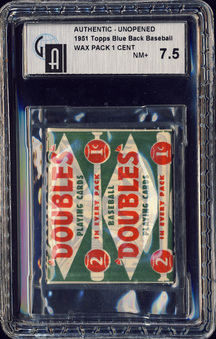 AUTHENTIC - UNOPENED
1951 Topps Blue Back Baseball
WAX PACK 1 CENT
NM+ 7.5
GAI
1¢
IN EVERY PACK
2
"DOUBLES"
PLAYING CARDS
BASEBALL
1¢
IN EVERY PACK
2
"DOUBLES"
PLAYING CARDS